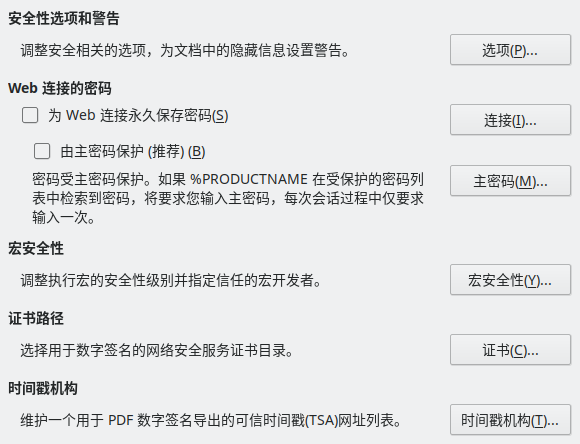 安全性选项和警告
调整安全相关的选项，为文档中的隐藏信息设置警告。
选项(P)...
Web 连接的密码
为 Web 连接永久保存密码(S)
连接(I)...
由主密码保护 (推荐) (B)
密码受主密码保护。如果 %PRODUCTNAME 在受保护的密码列
表中检索到密码，将要求您输入主密码，每次会话过程中仅要求
输入一次。
主密码(M)...
宏安全性
调整执行宏的安全性级别并指定信任的宏开发者。
宏安全性(Y)...
证书路径
选择用于数字签名的网络安全服务证书目录。
证书(C)...
时间戳机构
维护一个用于 PDF 数字签名导出的可信时间戳(TSA)网址列表。
时间戳机构(T)...